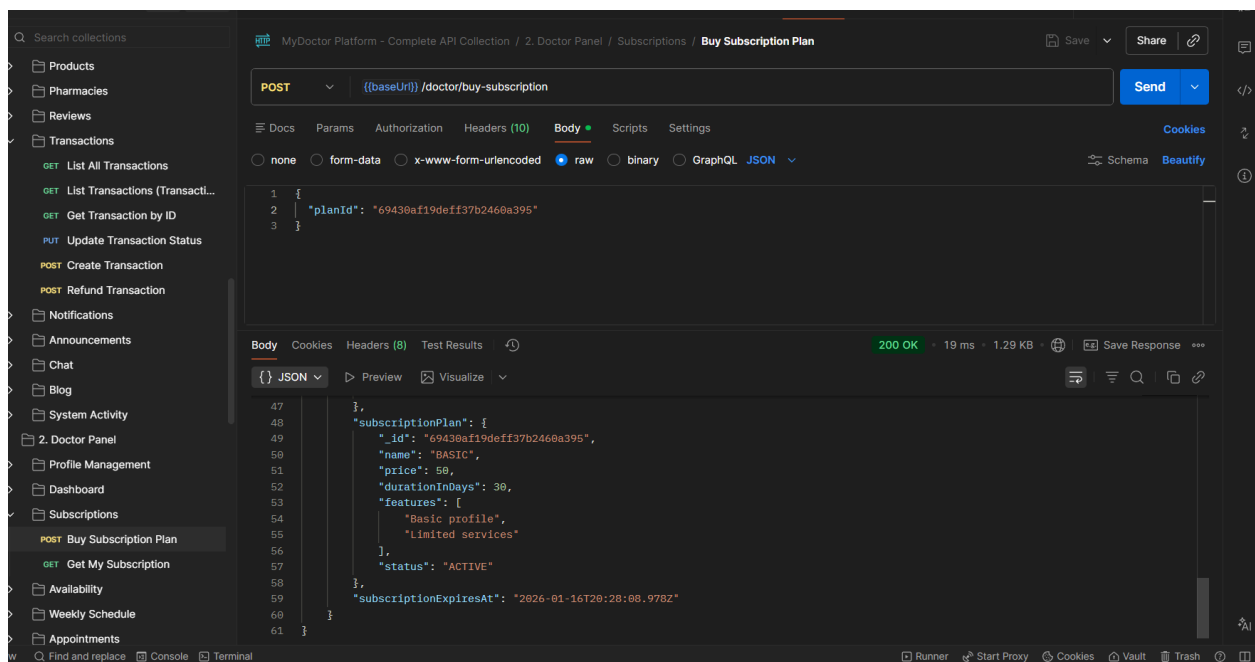 Search collections
Products
Pharmacies
Reviews
Transactions
GET List All Transactions
GET List Transactions (Transacti...
GET Get Transaction by ID
PUT Update Transaction Status
POST Create Transaction
POST Refund Transaction
Notifications
Announcements
Chat
Blog
System Activity
2. Doctor Panel
Profile Management
Dashboard
Subscriptions
POST Buy Subscription Plan
GET Get My Subscription
Availability
Weekly Schedule
Appointments
HTTP MyDoctor Platform - Complete API Collection / 2. Doctor Panel / Subscriptions / Buy Subscription Plan
Save Share
POST {{baseUrl}} /doctor/buy-subscription Send
Docs Params Authorization Headers (10) Body Scripts Settings Cookies
none form-data x-www-form-urlencoded raw binary GraphQL JSON Schema Beautify
1 {
2 "planId": "69430af19deff37b2460a395"
3 }
Body Cookies Headers (8) Test Results 200 OK • 19 ms • 1.29 KB e.g. Save Response
{} JSON Preview Visualize
47 },
48 "subscriptionPlan": {
49 "_id": "69430af19deff37b2460a395",
50 "name": "BASIC",
51 "price": 50,
52 "durationInDays": 30,
53 "features": [
54 "Basic profile",
55 "Limited services"
56 ],
57 "status": "ACTIVE"
58 },
59 "subscriptionExpiresAt": "2026-01-16T20:28:08.978Z"
60 }
61 }
AI
w Find and replace Console Terminal Runner Start Proxy Cookies Vault Trash